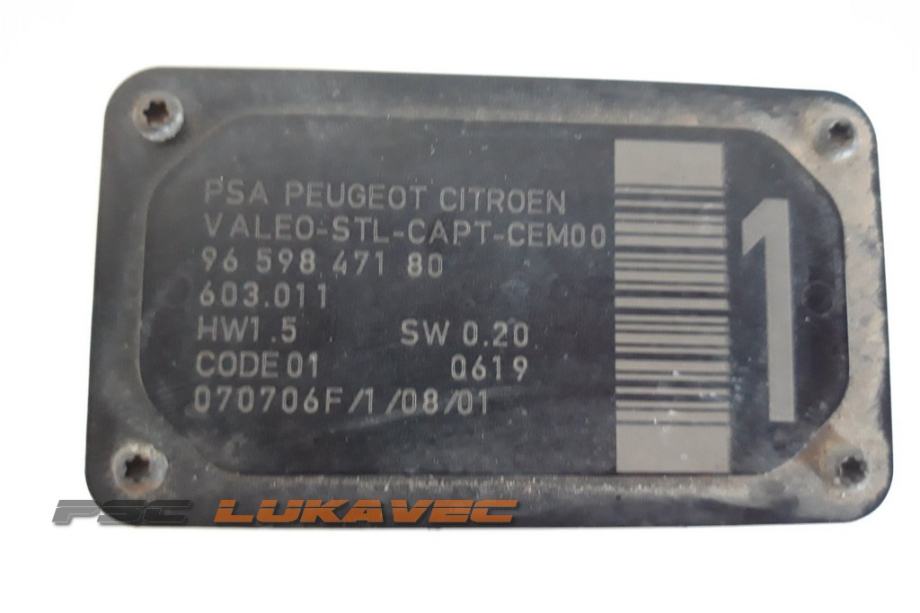 PSA PEUGEOT CITROEN
VALEO-STL-CAPT-CEM00
96 598 471 80
603.011
HW1.5 SW 0.20
CODE 01 0619
070706F/1/08/01
1
PSC LUKAVEC